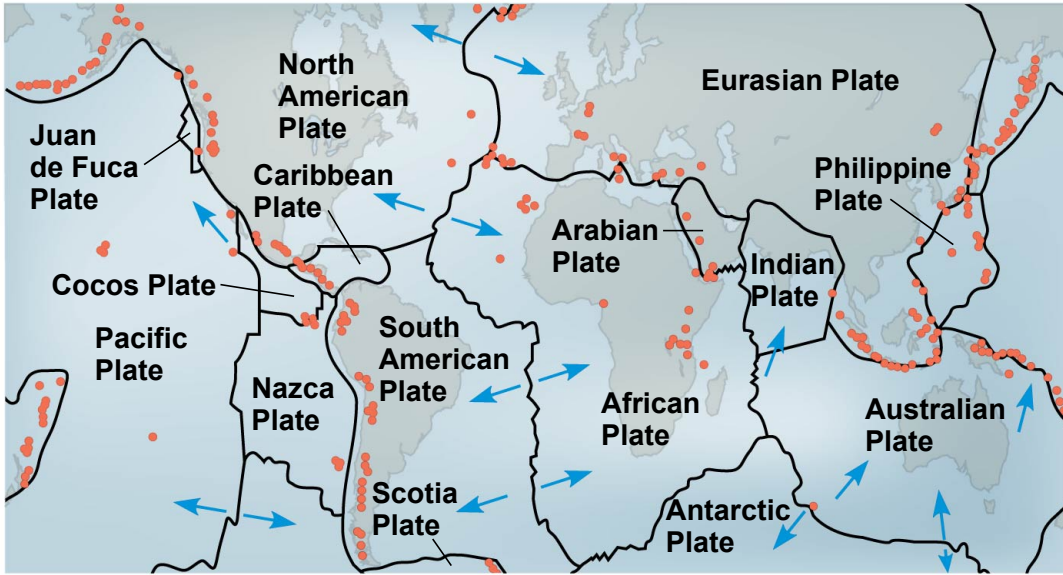 North
American
Plate
Eurasian Plate
Juan
de Fuca
Plate
Caribbean
Plate
Philippine
Plate
Arabian
Plate
Indian
Plate
Cocos Plate
Pacific
Plate
South
American
Plate
Nazca
Plate
African
Plate
Australian
Plate
Scotia
Plate
Antarctic
Plate